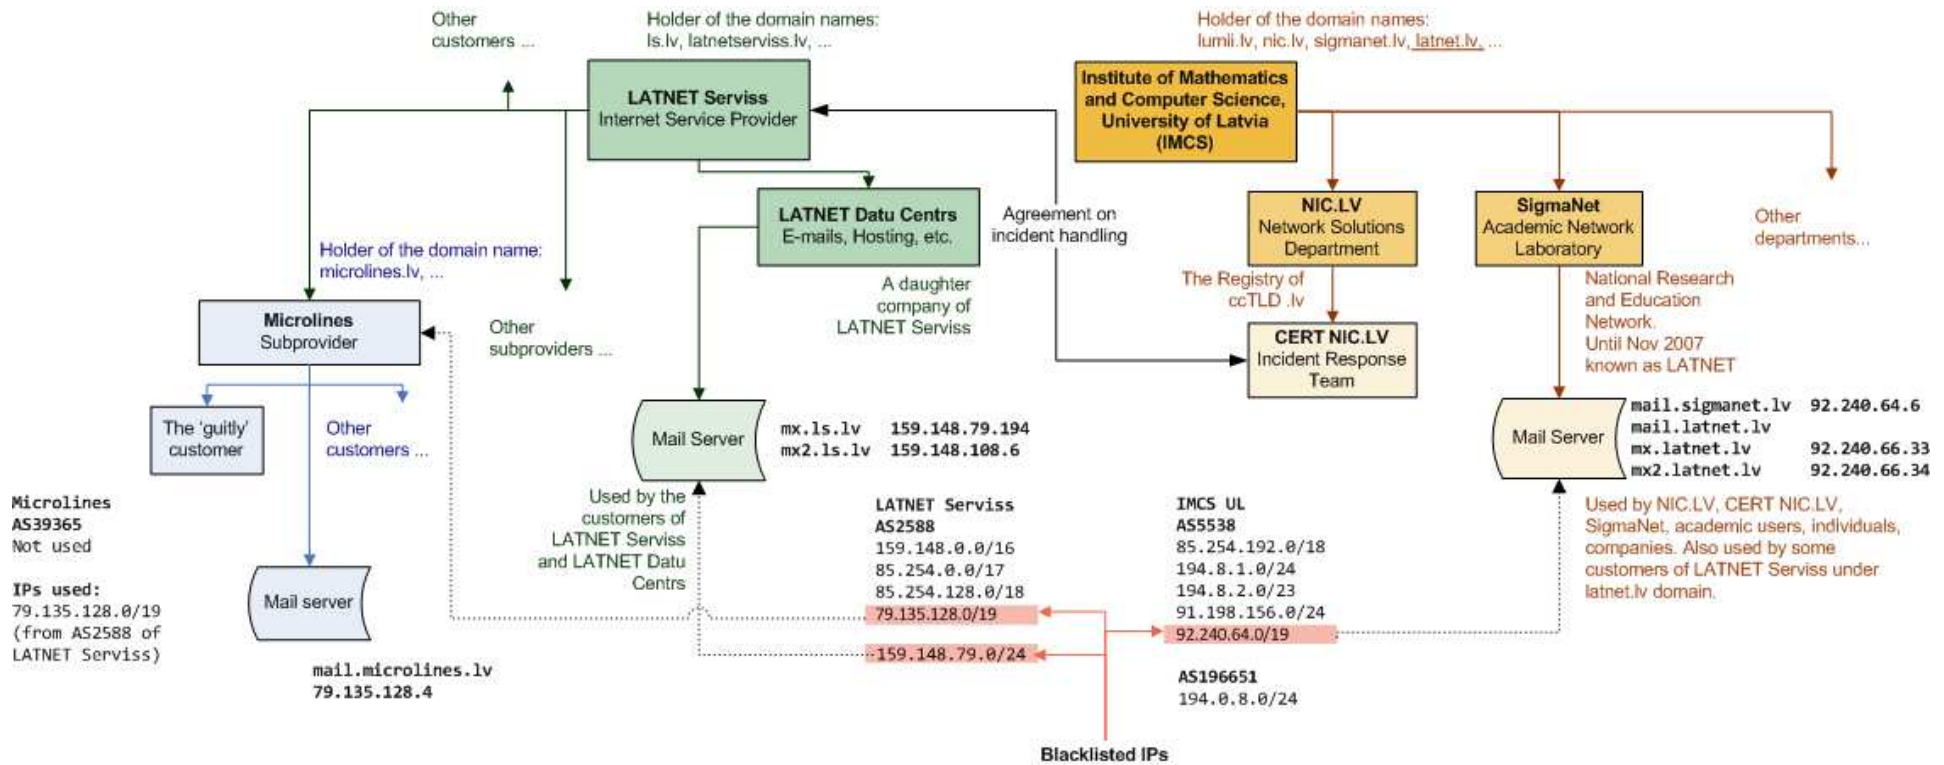 Other
customers ...
Holder of the domain names:
ls.lv, latnetserviss.lv, ...
Holder of the domain names:
lumii.lv, nic.lv, sigmanet.lv, latnet.lv, ...
LATNET Serviss
Internet Service Provider
Institute of Mathematics
and Computer Science,
University of Latvia
(IMCS)
LATNET Datu Centrs
E-mails, Hosting, etc.
Agreement on
incident handling
NIC.LV
Network Solutions
Department
SigmaNet
Academic Network
Laboratory
Other
departments...
Holder of the domain name:
microlines.lv, ...
A daughter
company of
LATNET Serviss
The Registry of
ccTLD .lv
National Research
and Education
Network.
Until Nov 2007
known as LATNET
Microlines
Subprovider
Other
subproviders ...
CERT NIC.LV
Incident Response
Team
The 'guitly'
customer
Other
customers ...
Mail Server
mx.ls.lv 159.148.79.194
mx2.ls.lv 159.148.108.6
Mail Server
mail.sigmanet.lv 92.240.64.6
mail.latnet.lv
mx.latnet.lv 92.240.66.33
mx2.latnet.lv 92.240.66.34
Microlines
AS39365
Not used
IPs used:
79.135.128.0/19
(from AS2588 of
LATNET Serviss)
Mail server
mail.microlines.lv
79.135.128.4
Used by the
customers of
LATNET Serviss
and LATNET Datu
Centrs
LATNET Serviss
AS2588
159.148.0.0/16
85.254.0.0/17
85.254.128.0/18
79.135.128.0/19
159.148.79.0/24
IMCS UL
AS5538
85.254.192.0/18
194.8.1.0/24
194.8.2.0/23
91.198.156.0/24
92.240.64.0/19
AS196651
194.0.8.0/24
Used by NIC.LV, CERT NIC.LV,
SigmaNet, academic users, individuals,
companies. Also used by some
customers of LATNET Serviss under
latnet.lv domain.
Blacklisted IPs